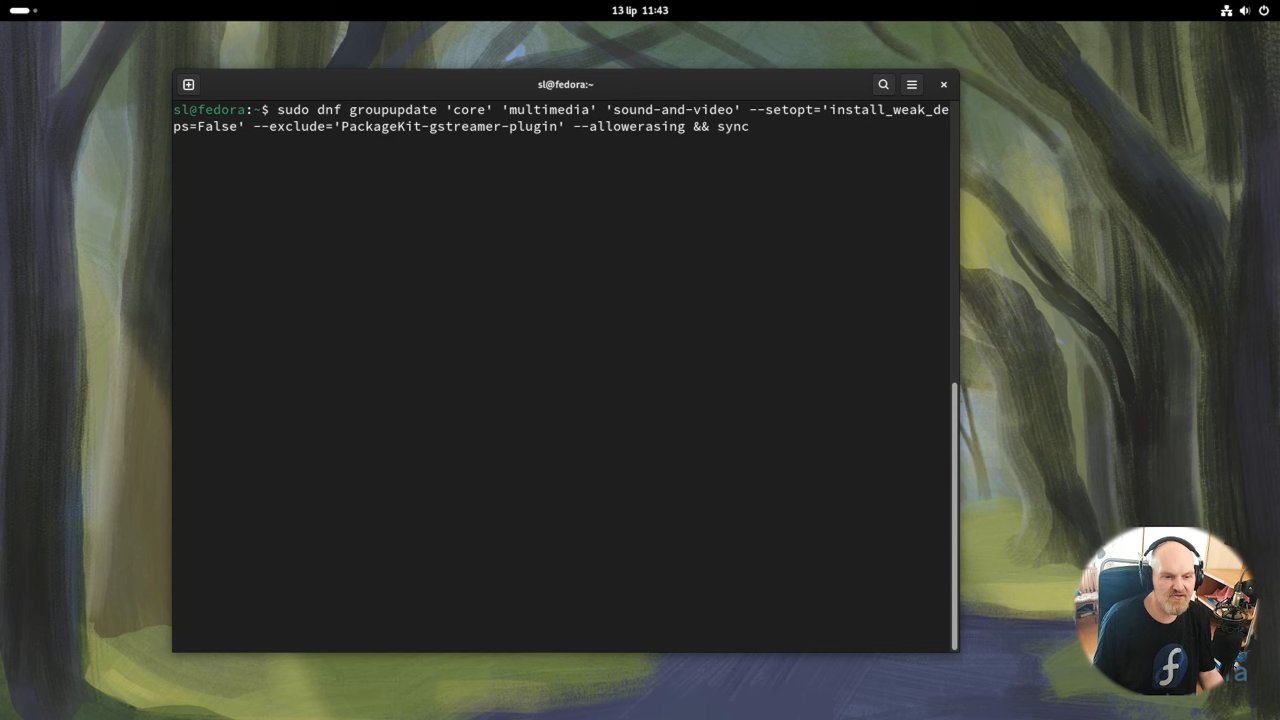 13 lip 11:43
sl@fedora:~
sl@fedora:~$ sudo dnf groupupdate 'core' 'multimedia' 'sound-and-video' --setopt='install_weak_de
ps=False' --exclude='PackageKit-gstreamer-plugin' --allowerasing && sync